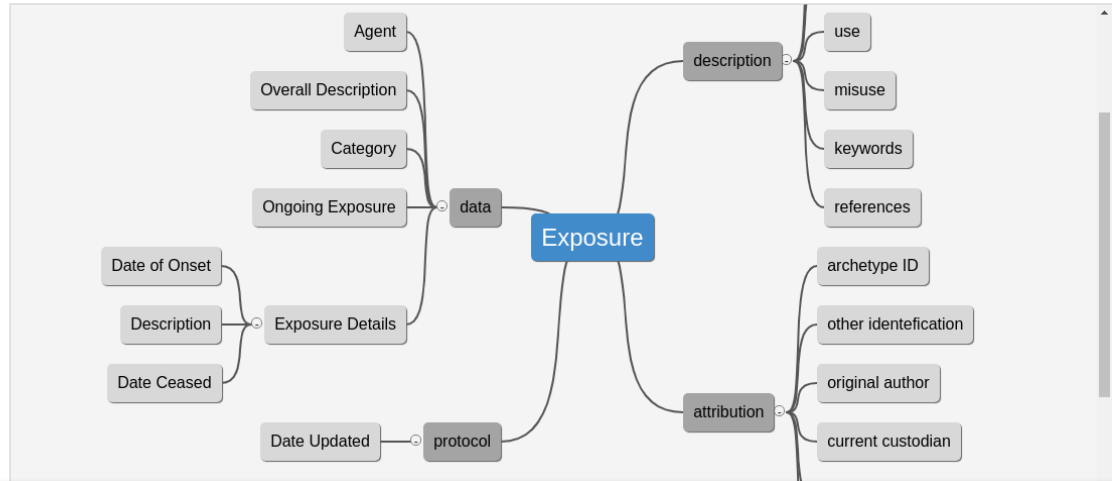 Agent
Overall Description
Category
Ongoing Exposure
data
Date of Onset
Description
Date Ceased
Exposure Details
Date Updated
protocol
Exposure
description
use
misuse
keywords
references
attribution
archetype ID
other identefication
original author
current custodian